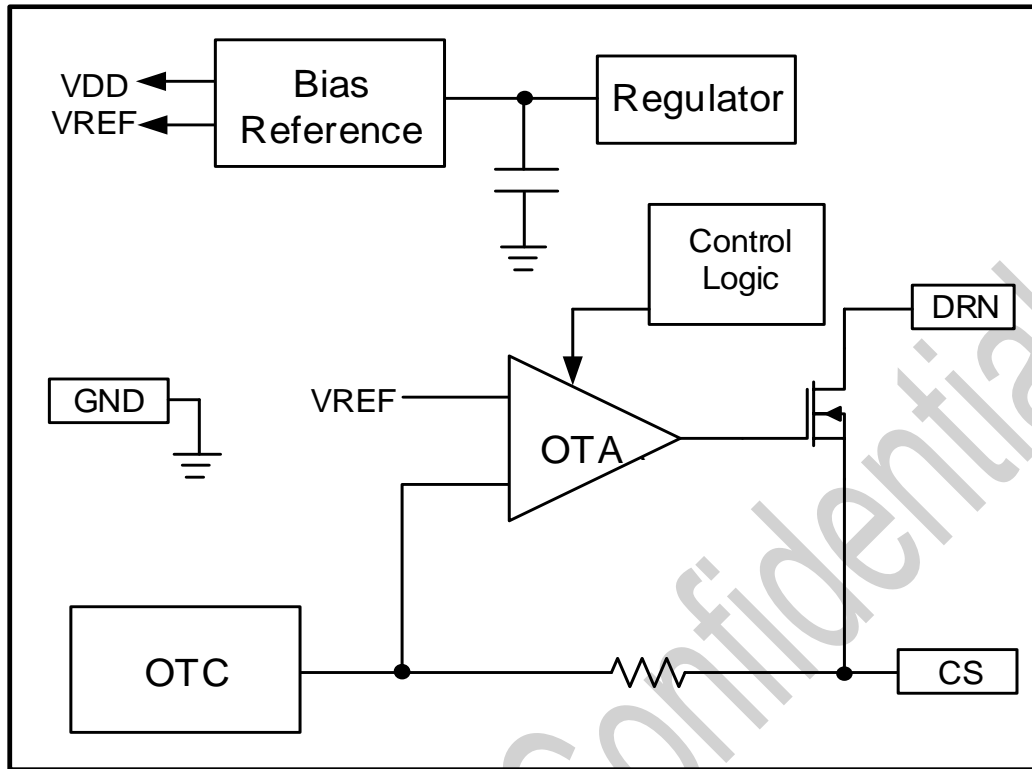 VDD
VREF
Bias
Reference
Regulator
Control
Logic
DRN
GND
VREF
OTA
OTC
CS
Confidential